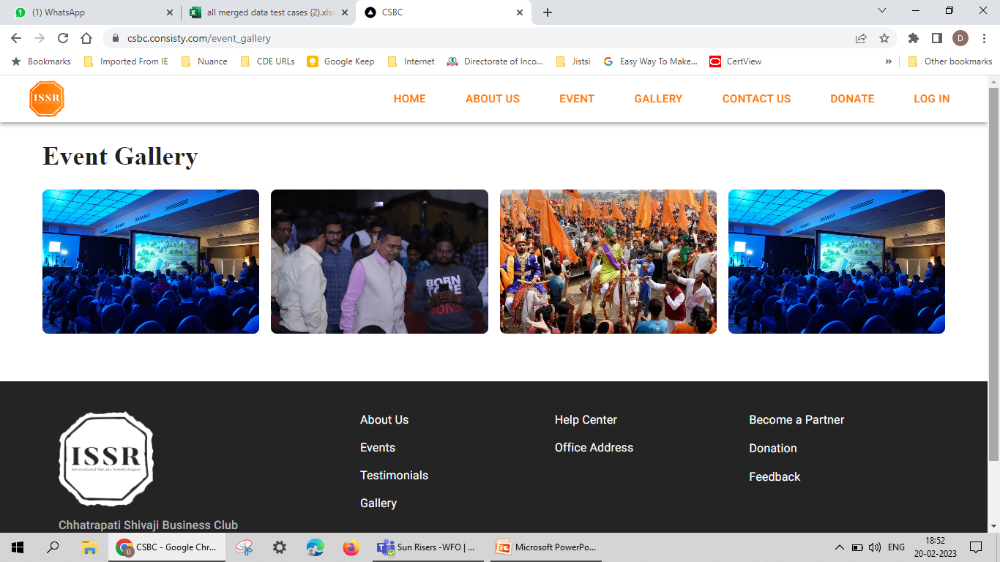 (1) WhatsApp
all merged data test cases (2).xls
CSBC
csbc.consisty.com/event_gallery
D
Bookmarks
Imported From IE
Nuance
CDE URLs
Google Keep
Internet
Directorate of Inco...
Jistsi
Easy Way To Make...
CertView
»
Other bookmarks
ISSR
HOME
ABOUT US
EVENT
GALLERY
CONTACT US
DONATE
LOG IN
Event Gallery
BORN
TO BE
SOME
ISSR
International Shivaba Smriti Raigad
Chhatrapati Shivaji Business Club
About Us
Events
Testimonials
Gallery
Help Center
Office Address
Become a Partner
Donation
Feedback
CSBC - Google Chr...
Sun Risers -WFO | ...
Microsoft PowerPo...
ENG
18:52
20-02-2023